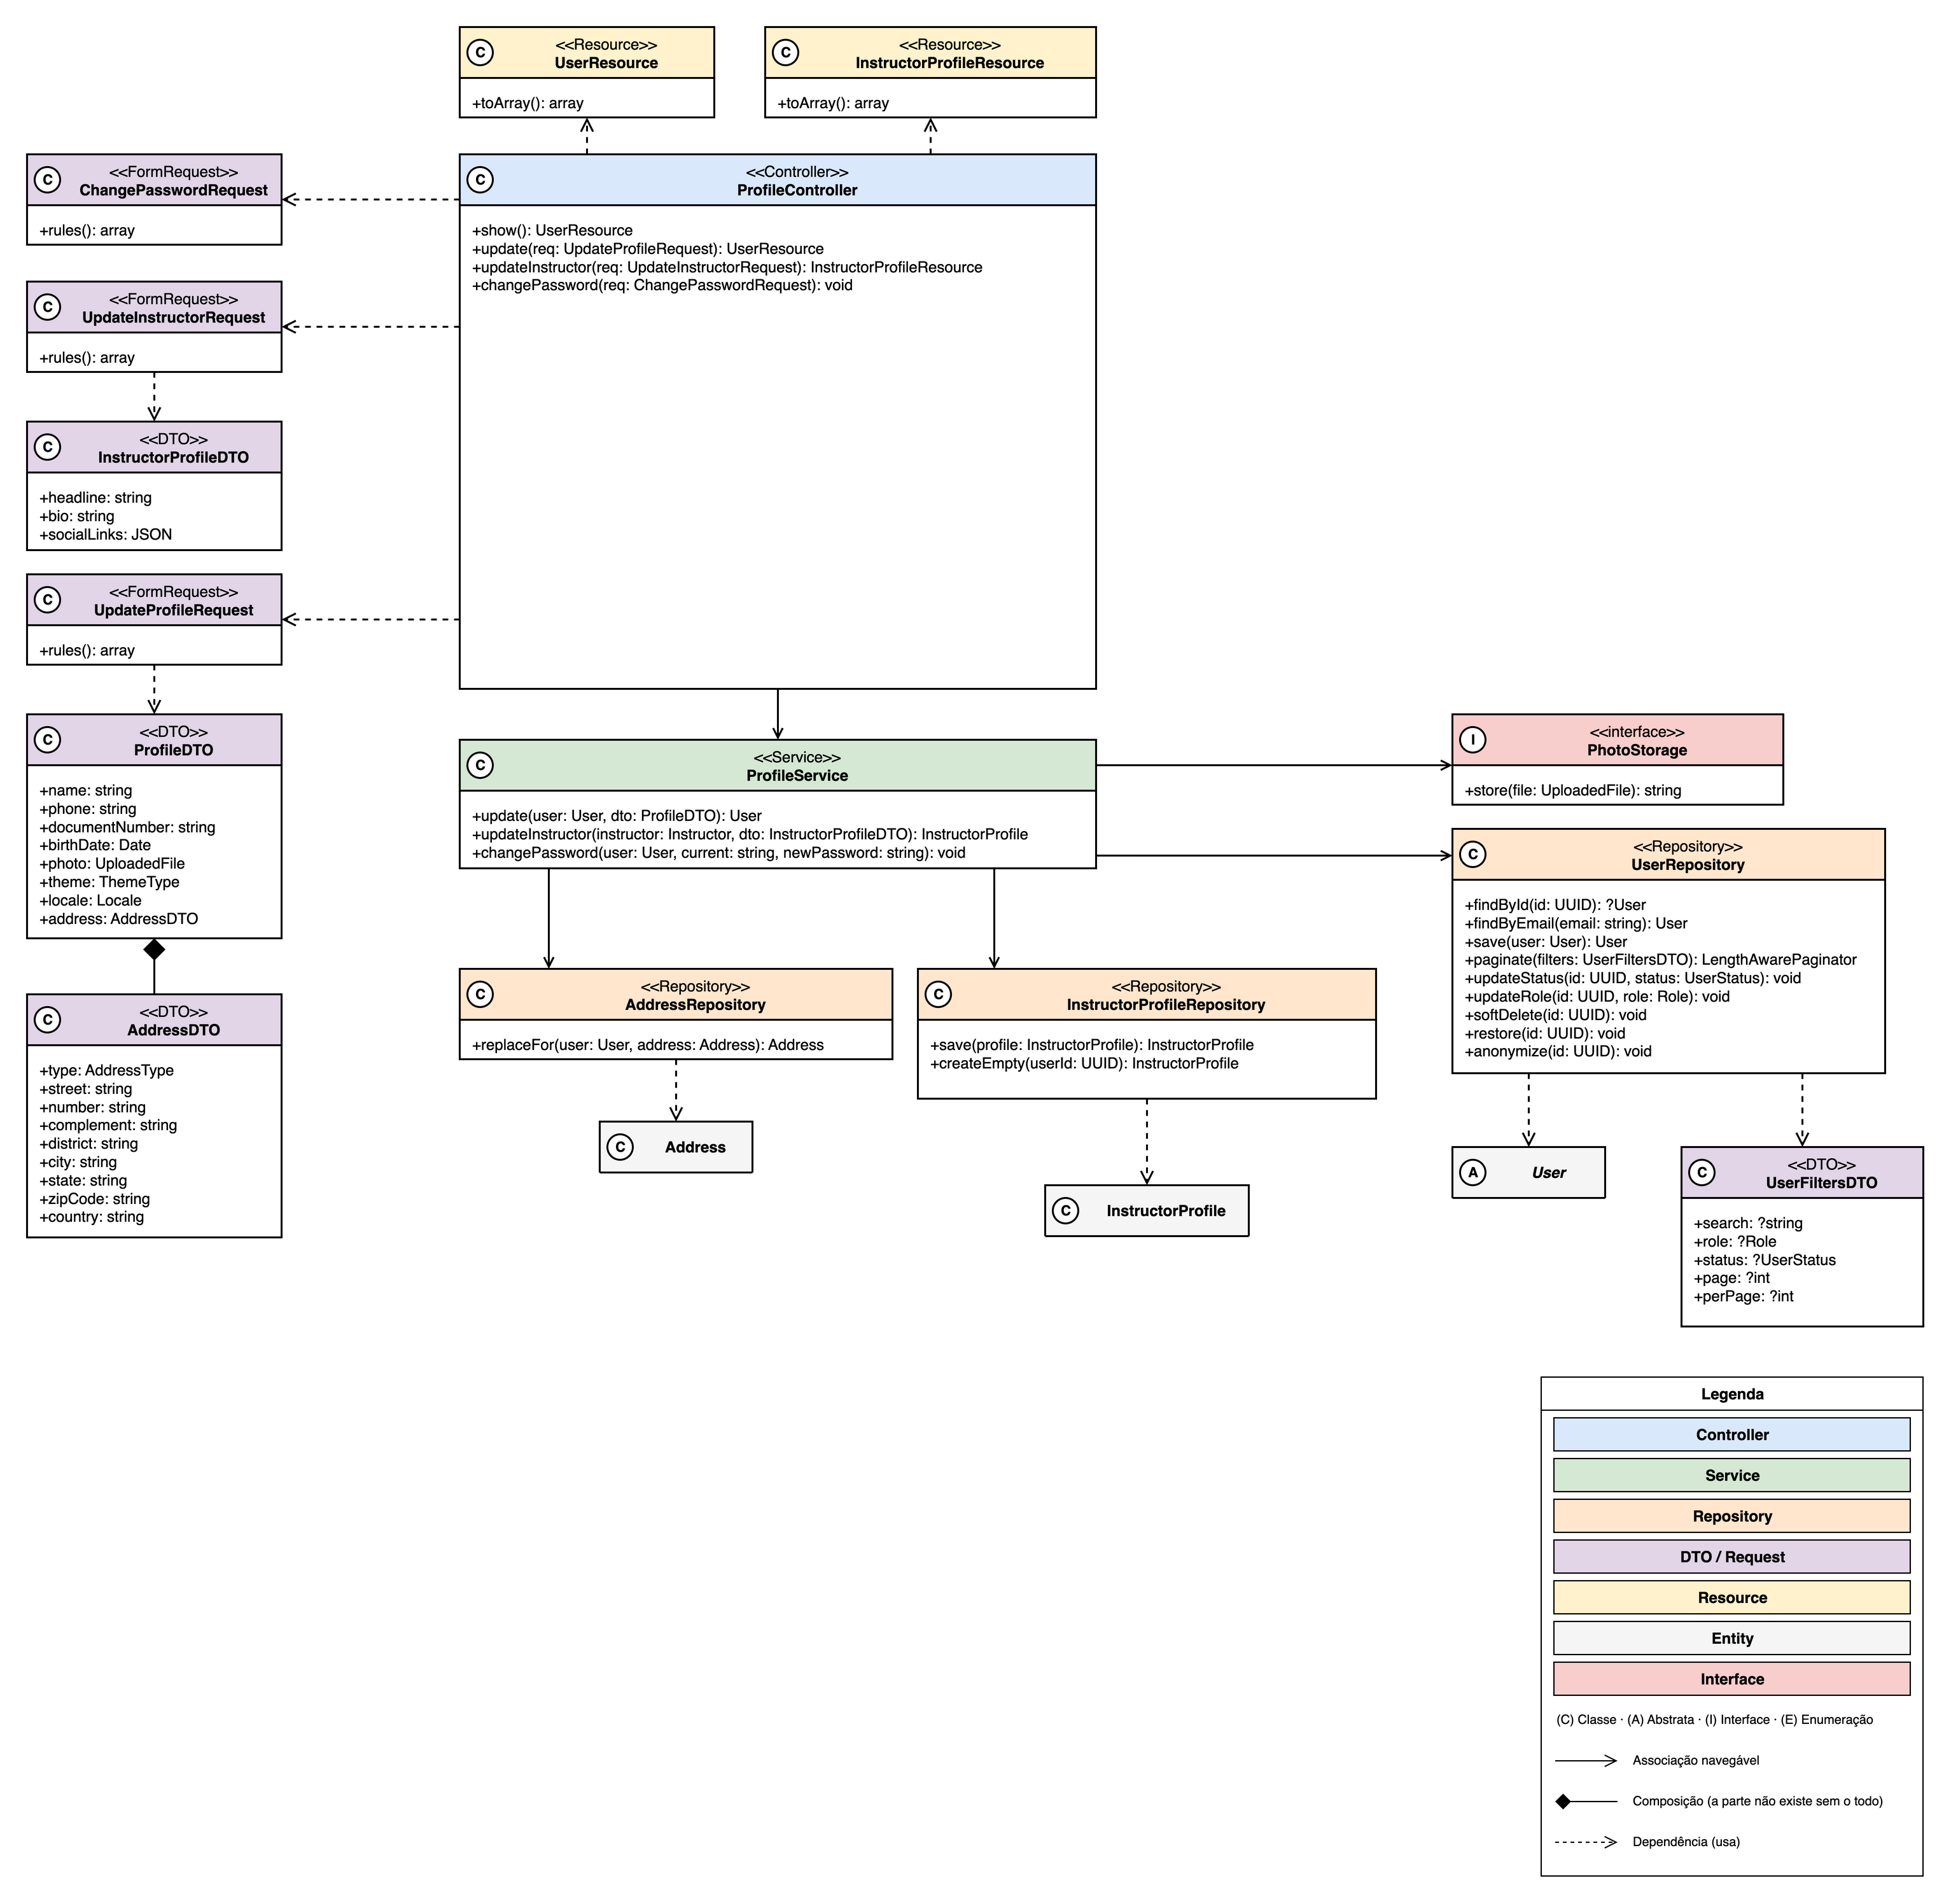 C
<<Resource>>
UserResource
+toArray(): array
C
<<Resource>>
InstructorProfileResource
+toArray(): array
C
<<FormRequest>>
ChangePasswordRequest
+rules(): array
C
<<Controller>>
ProfileController
+show(): UserResource
+update(req: UpdateProfileRequest): UserResource
+updateInstructor(req: UpdateInstructorRequest): InstructorProfileResource
+changePassword(req: ChangePasswordRequest): void
C
<<FormRequest>>
UpdateInstructorRequest
+rules(): array
C
<<DTO>>
InstructorProfileDTO
+headline: string
+bio: string
+socialLinks: JSON
C
<<FormRequest>>
UpdateProfileRequest
+rules(): array
C
<<DTO>>
ProfileDTO
+name: string
+phone: string
+documentNumber: string
+birthDate: Date
+photo: UploadedFile
+theme: ThemeType
+locale: Locale
+address: AddressDTO
C
<<Service>>
ProfileService
+update(user: User, dto: ProfileDTO): User
+updateInstructor(instructor: Instructor, dto: InstructorProfileDTO): InstructorProfile
+changePassword(user: User, current: string, newPassword: string): void
I
<<interface>>
PhotoStorage
+store(file: UploadedFile): string
C
<<Repository>>
UserRepository
+findById(id: UUID): ?User
+findByEmail(email: string): User
+save(user: User): User
+paginate(filters: UserFiltersDTO): LengthAwarePaginator
+updateStatus(id: UUID, status: UserStatus): void
+updateRole(id: UUID, role: Role): void
+softDelete(id: UUID): void
+restore(id: UUID): void
+anonymize(id: UUID): void
C
<<DTO>>
AddressDTO
+type: AddressType
+street: string
+number: string
+complement: string
+district: string
+city: string
+state: string
+zipCode: string
+country: string
C
<<Repository>>
AddressRepository
+replaceFor(user: User, address: Address): Address
C
<<Repository>>
InstructorProfileRepository
+save(profile: InstructorProfile): InstructorProfile
+createEmpty(userId: UUID): InstructorProfile
C
Address
C
InstructorProfile
A
User
C
<<DTO>>
UserFiltersDTO
+search: ?string
+role: ?Role
+status: ?UserStatus
+page: ?int
+perPage: ?int
Legenda
Controller
Service
Repository
DTO / Request
Resource
Entity
Interface
(C) Classe · (A) Abstrata · (I) Interface · (E) Enumeração
Associação navegável
Composição (a parte não existe sem o todo)
Dependência (usa)